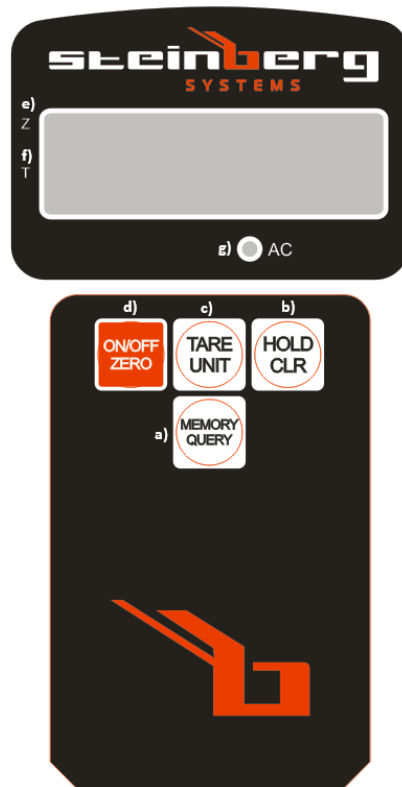 steinberg
SYSTEMS
e)
Z
f)
T
g) AC
d) c) b)
ON/OFF
ZERO
TARE
UNIT
HOLD
CLR
a)
MEMORY
QUERY